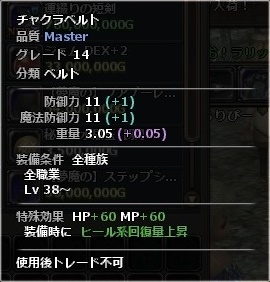 チャクラベルト
品質 Master
グレード 14
分類 ベルト
防御力 11 (+1)
魔法防御力 11 (+1)
重量 3.05 (+0.05)
装備条件 全種族
全職業
Lv 38～
特殊効果 HP+60 MP+60
装備時に ヒール系回復量上昇
使用後トレード不可